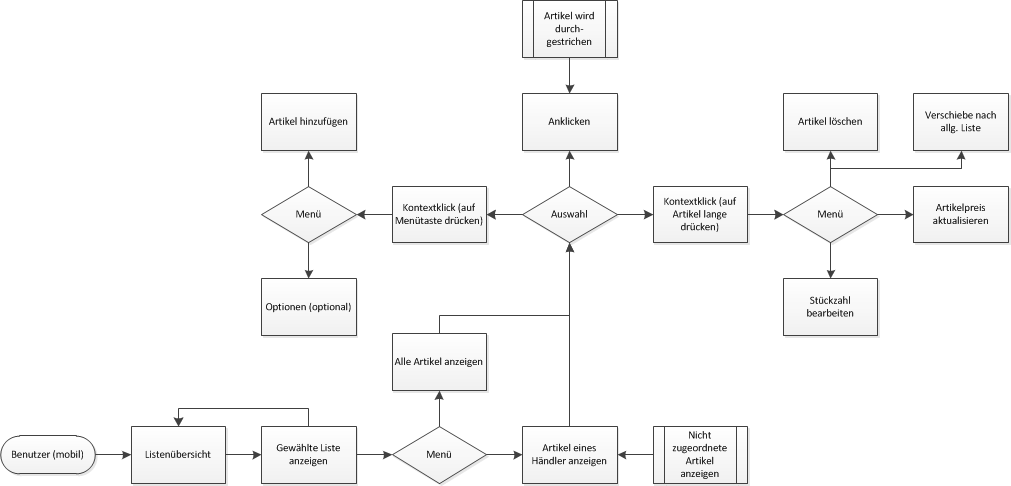 Artikel wird
durch-
gestrichen
Artikel hinzufügen
Anklicken
Artikel löschen
Verschiebe nach
allg. Liste
Menü
Kontextklick (auf
Menütaste drücken)
Auswahl
Kontextklick (auf
Artikel lange
drücken)
Menü
Artikelpreis
aktualisieren
Optionen (optional)
Stückzahl
bearbeiten
Alle Artikel anzeigen
Benutzer (mobil)
Listenübersicht
Gewählte Liste
anzeigen
Menü
Artikel eines
Händler anzeigen
Nicht
zugeordnete
Artikel
anzeigen